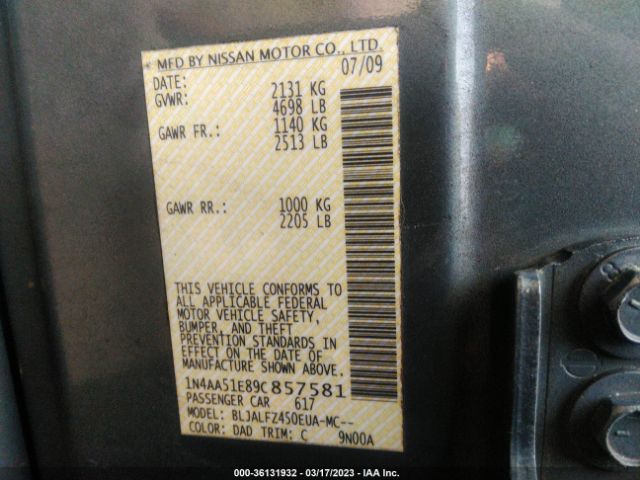 MFD BY NISSAN MOTOR CO., LTD.
DATE: 07/09
GVWR: 2131 KG
4698 LB
GAWR FR.: 1140 KG
2513 LB
GAWR RR.: 1000 KG
2205 LB
THIS VEHICLE CONFORMS TO
ALL APPLICABLE FEDERAL
MOTOR VEHICLE SAFETY,
BUMPER, AND THEFT
PREVENTION STANDARDS IN
EFFECT ON THE DATE OF
MANUFACTURE SHOWN ABOVE.
1N4AA51E89C857581
PASSENGER CAR 617
MODEL: BLJALFZ450EUA-MC--
COLOR: DAD TRIM: C 9N00A
000-36131932 — 03/17/2023 — IAA Inc.